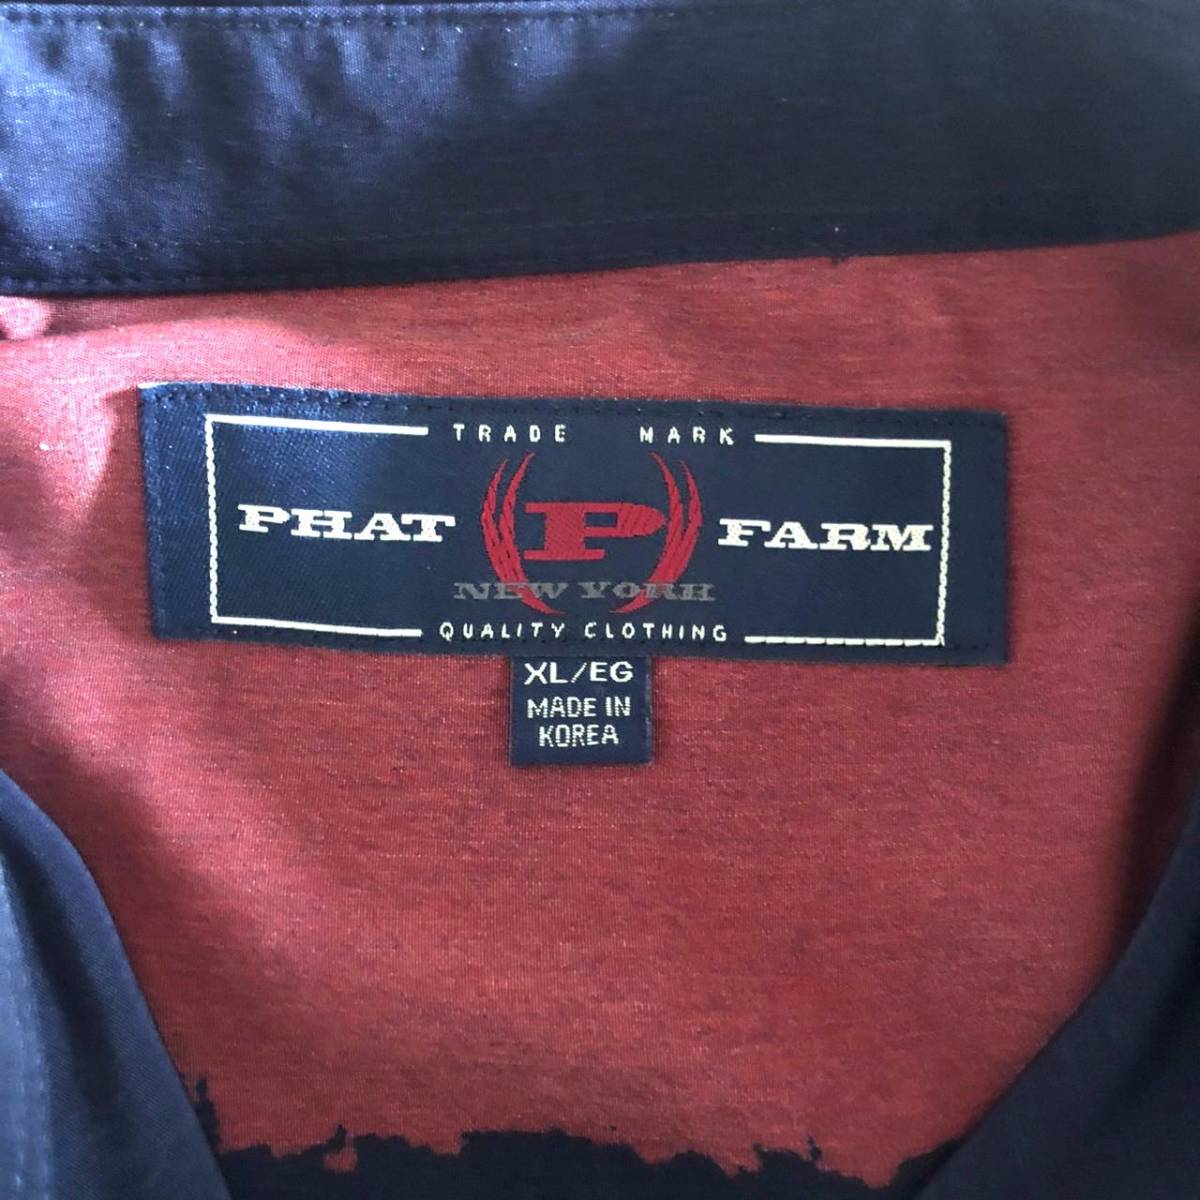 TRADE MARK
PHAT P FARM
NEW YORK
QUALITY CLOTHING
XL/EG
MADE IN
KOREA